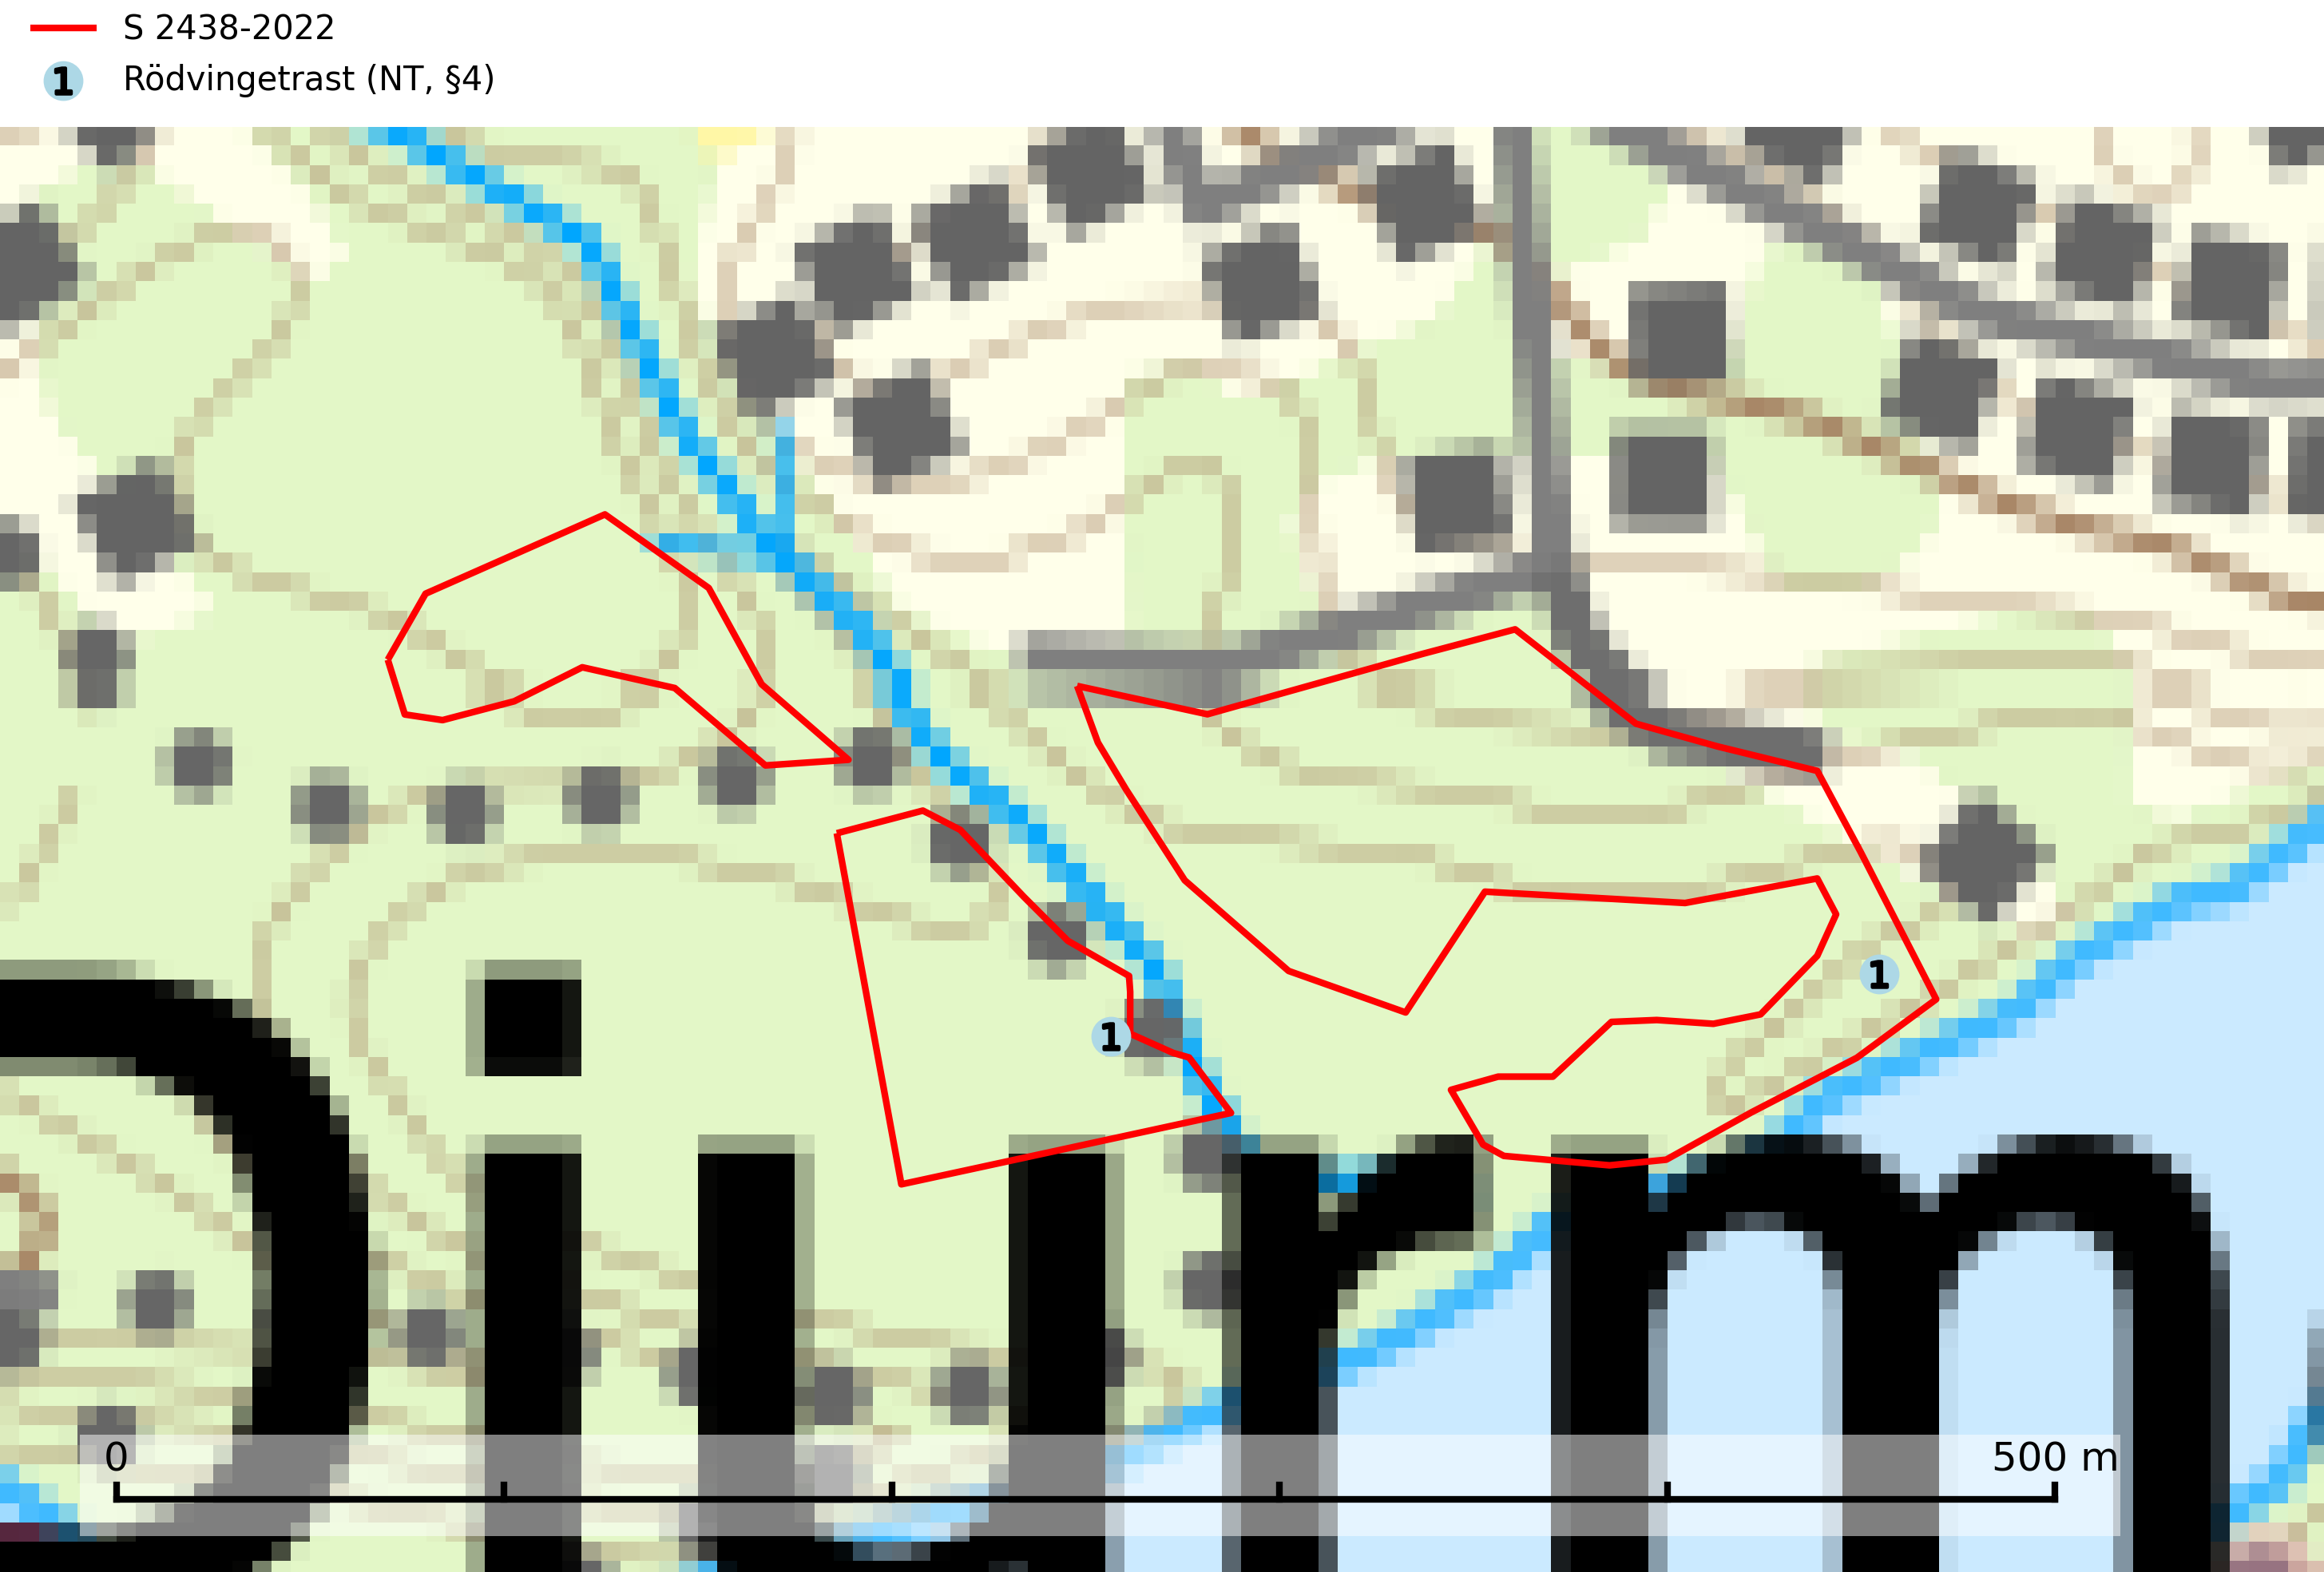 S 2438-2022
1 Rödvingetrast (NT, §4)
1
1
0 500 m